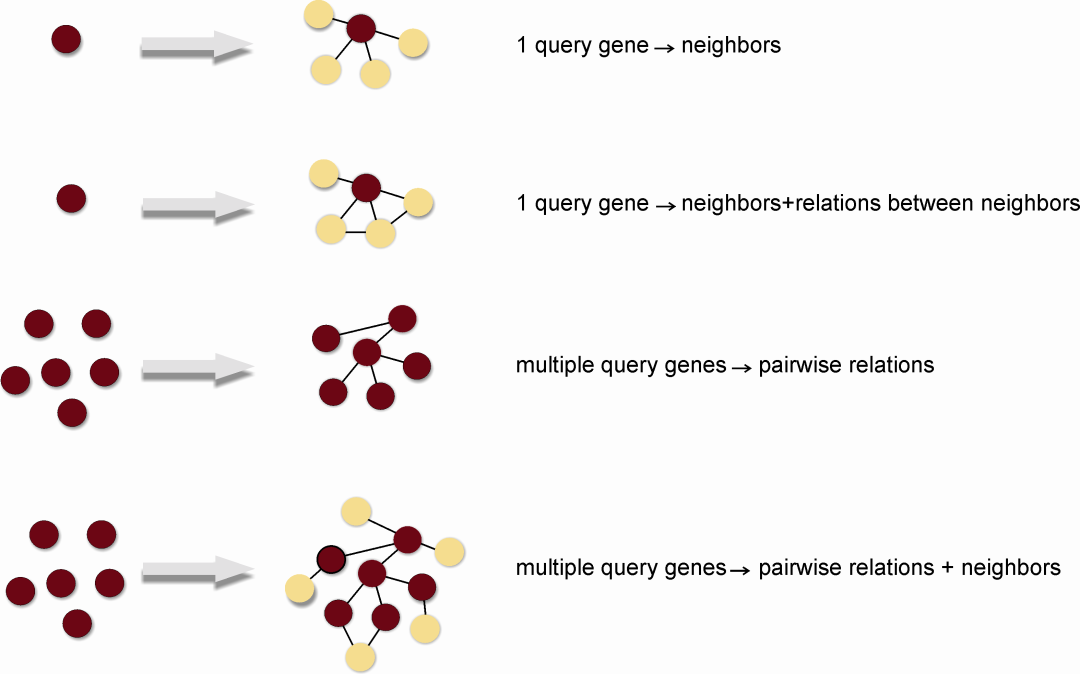 1 query gene → neighbors
1 query gene → neighbors+relations between neighbors
multiple query genes → pairwise relations
multiple query genes → pairwise relations + neighbors